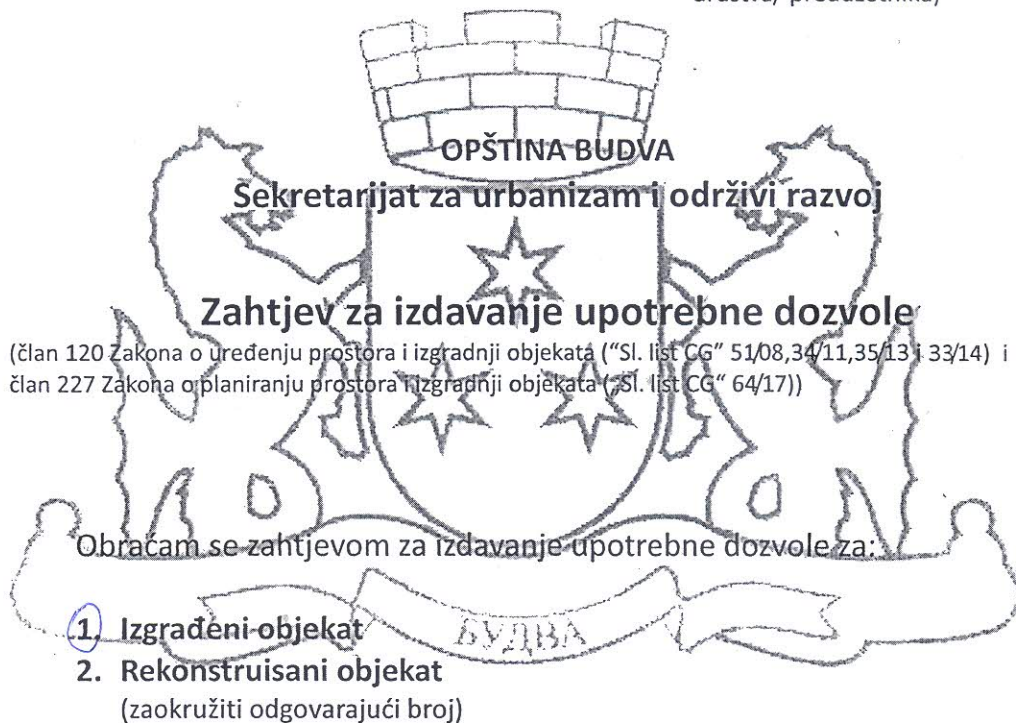 OPŠTINA BUDVA
Sekretarijat za urbanizam i održivi razvoj
Zahtjev za izdavanje upotrebne dozvole
(član 120 Zakona o uređenju prostora i izgradnji objekata (“Sl. list CG” 51/08,34/11,35/13 i 33/14) i
član 227 Zakona o planiranju prostora i izgradnji objekata („Sl. list CG“ 64/17))
Obraćam se zahtjevom za izdavanje upotrebne dozvole za:
1. Izgrađeni objekat
БУДВА
2. Rekonstruisani objekat
(zaokružiti odgovarajući broj)